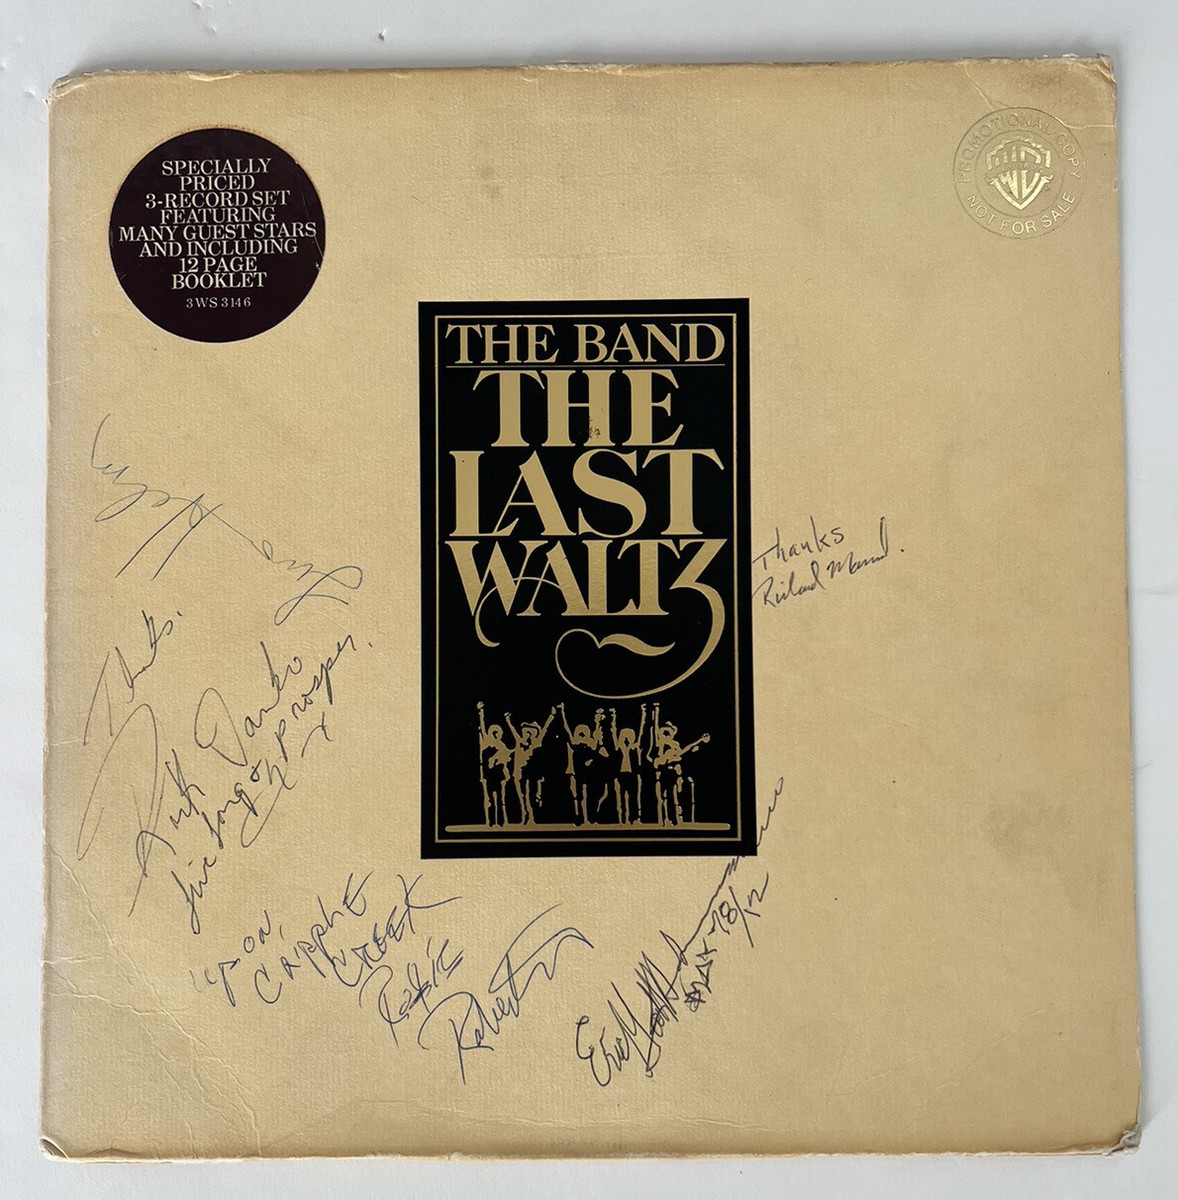 SPECIALLY
PRICED
3-RECORD SET
FEATURING
MANY GUEST STARS
AND INCLUDING
12 PAGE
BOOKLET
3WS 3146
PROMOTIONAL COPY
WB
NOT FOR SALE
THE BAND
THE
LAST
WALTZ
Thanks
Richard Manuel.
Thanks.
Rick Danko
live long &
prosper.
up on,
CRIPPLE
CREEK
Robbie
Robertson